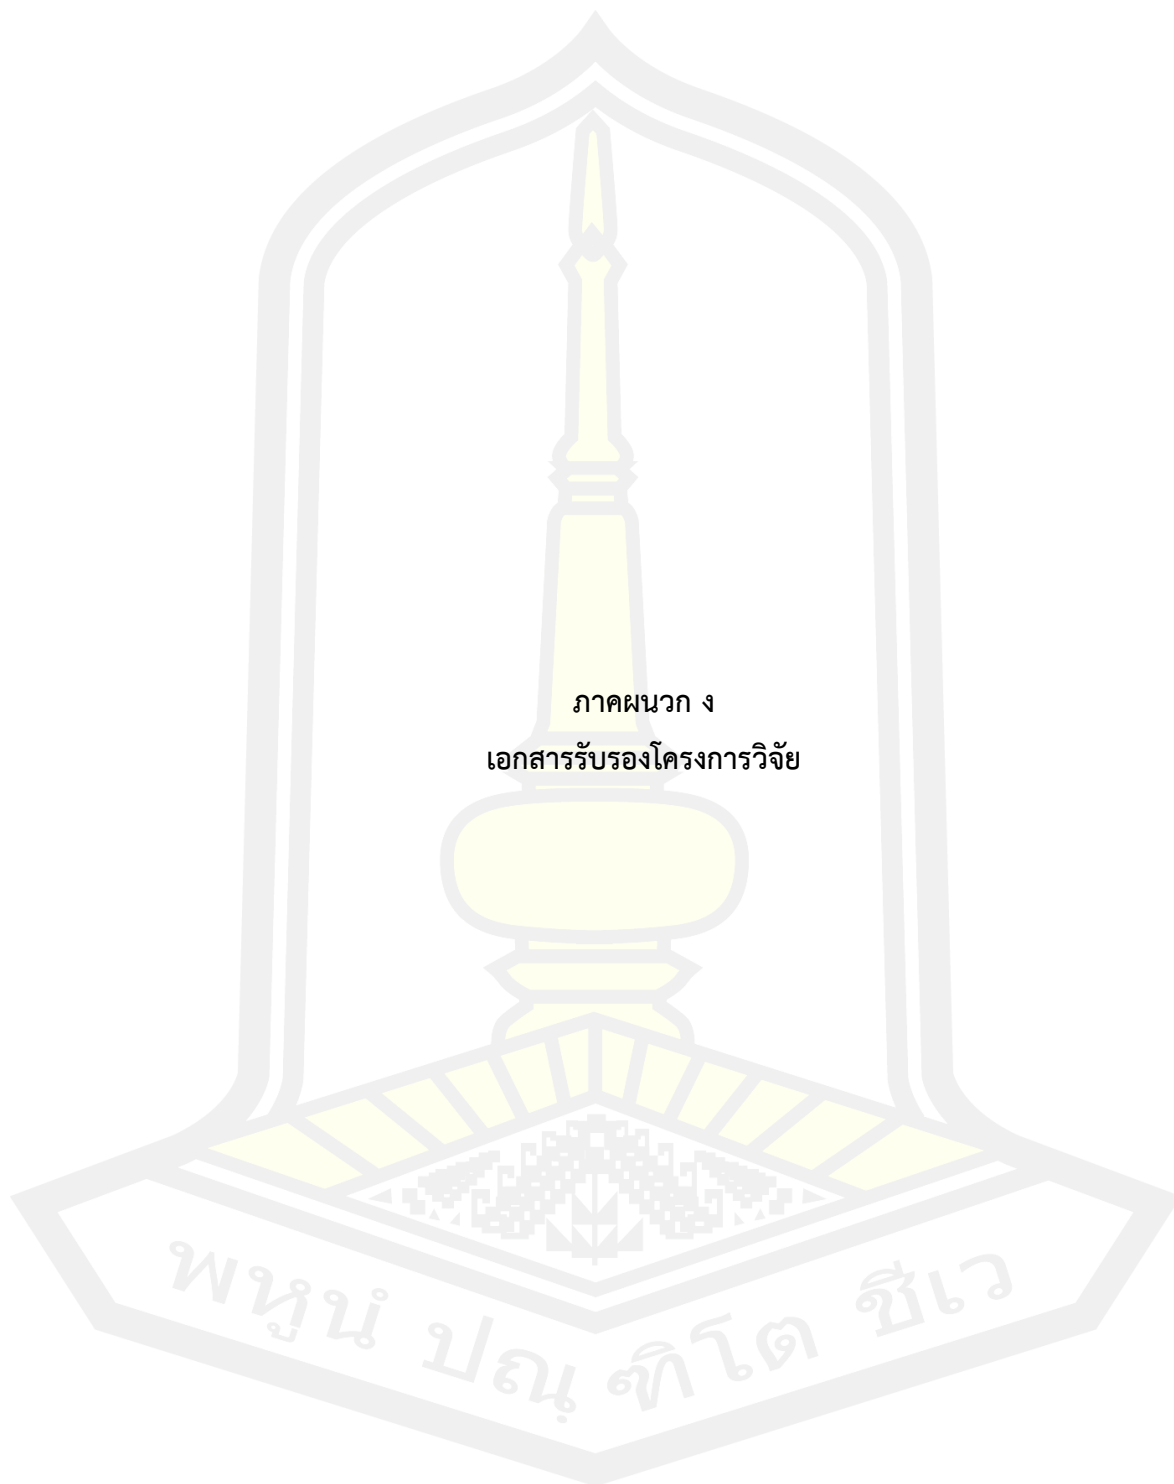 ภาคผนวก ง
เอกสารรับรองโครงการวิจัย
พหูนํ ปณฺฑิโต ชีเว